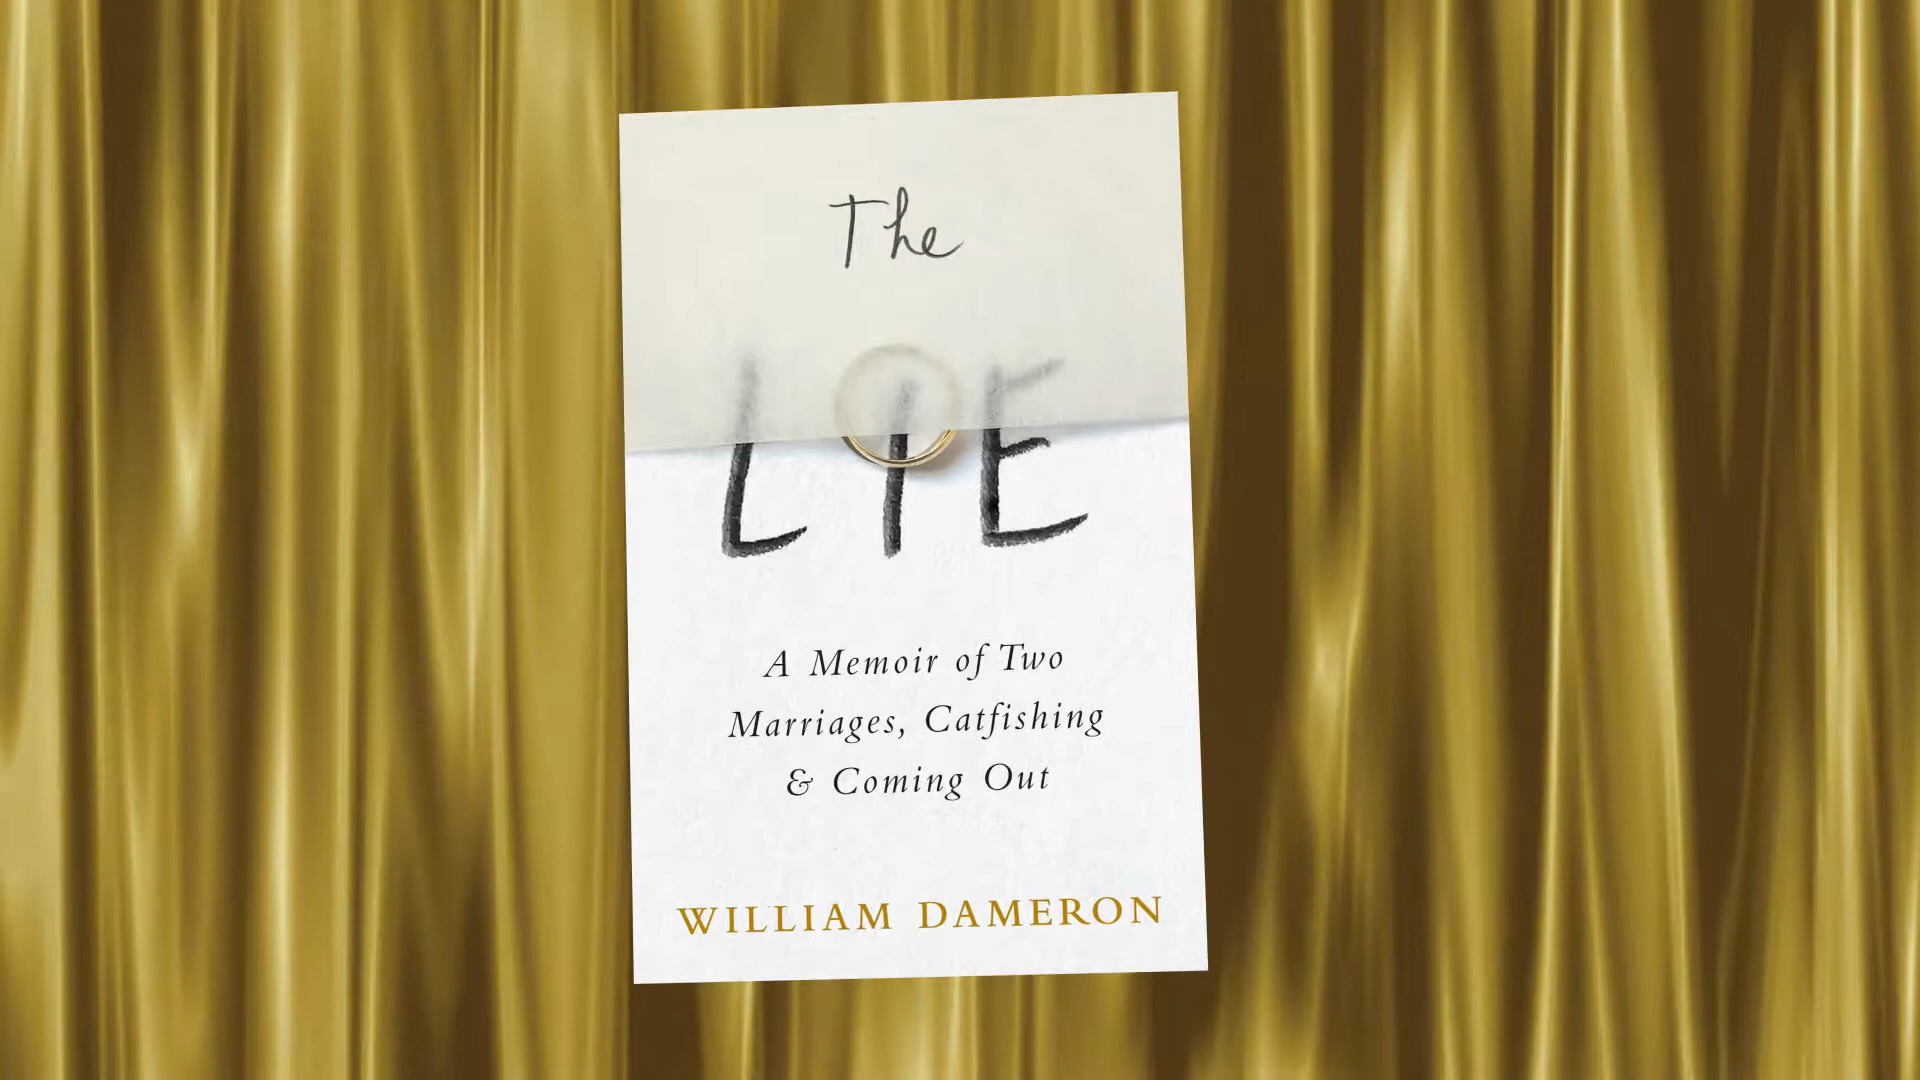 The
LIE
A Memoir of Two
Marriages, Catfishing
& Coming Out
WILLIAM DAMERON